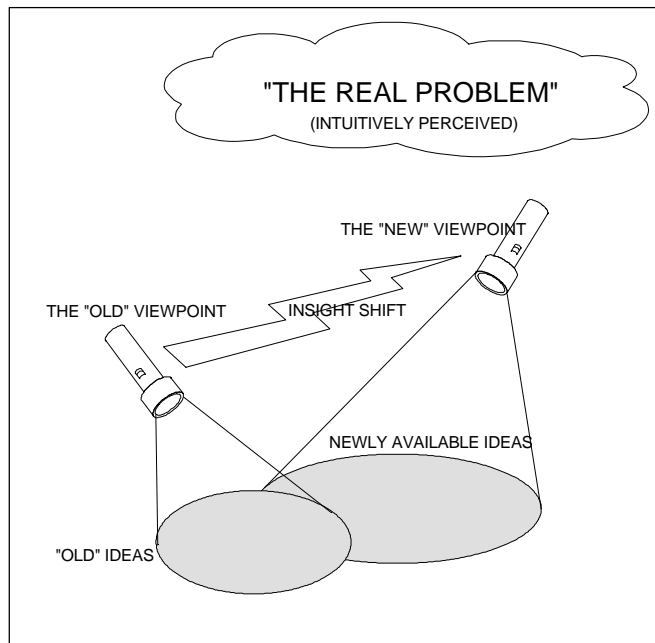 "THE REAL PROBLEM"
(INTUITIVELY PERCEIVED)
THE "NEW" VIEWPOINT
THE "OLD" VIEWPOINT
INSIGHT SHIFT
NEWLY AVAILABLE IDEAS
"OLD" IDEAS